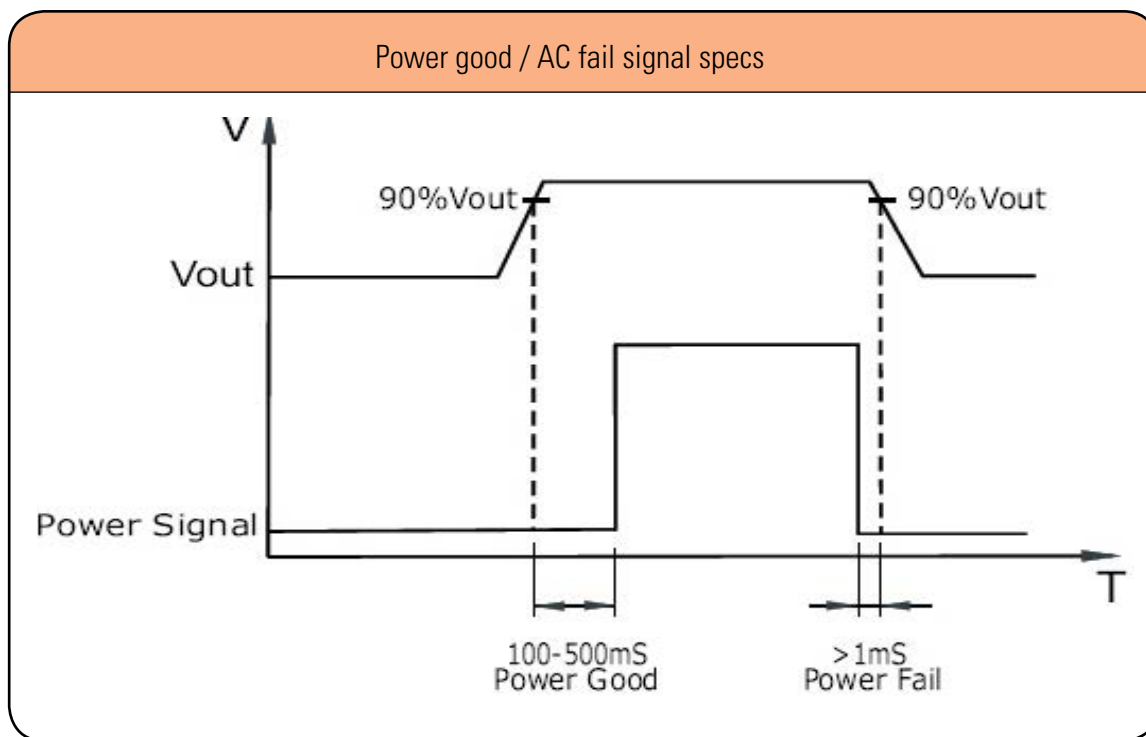 Power good / AC fail signal specs
V
90%Vout
90%Vout
Vout
Power Signal
T
100-500mS
Power Good
>1mS
Power Fail